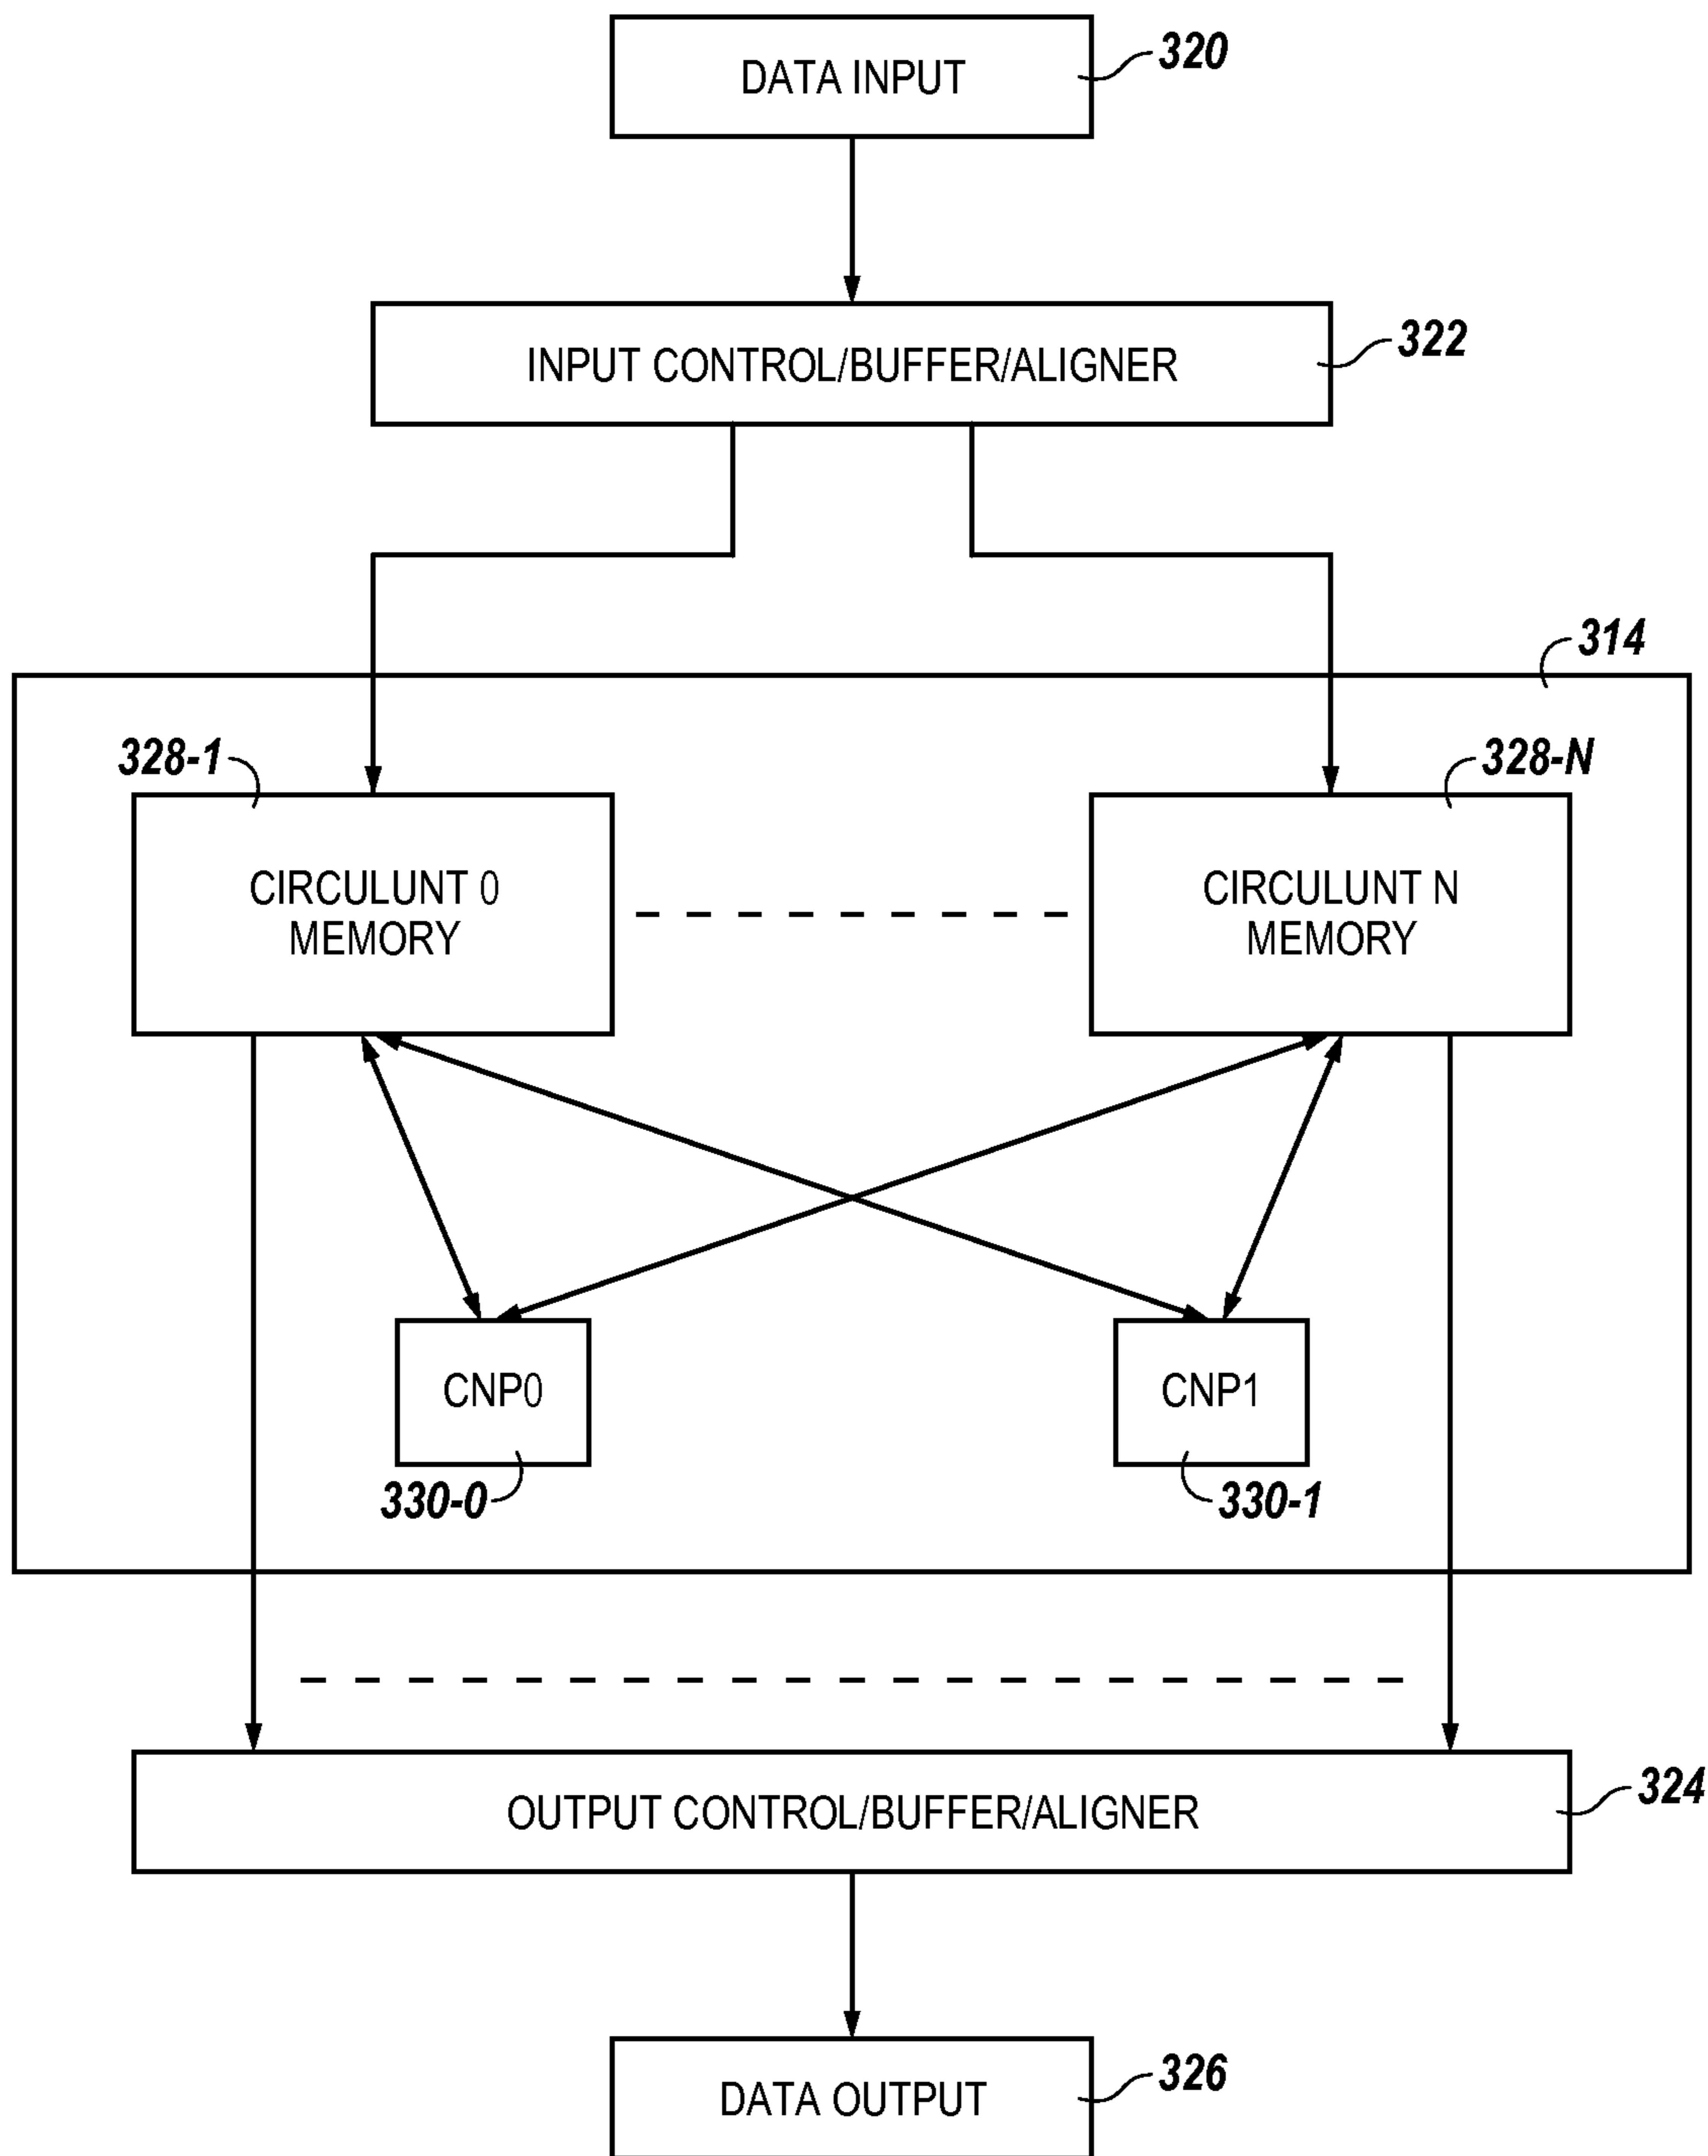 DATA INPUT
320
INPUT CONTROL/BUFFER/ALIGNER
322
314
328-1
328-N
CIRCULUNT 0
MEMORY
CIRCULUNT N
MEMORY
CNP0
CNP1
330-0
330-1
OUTPUT CONTROL/BUFFER/ALIGNER
324
DATA OUTPUT
326